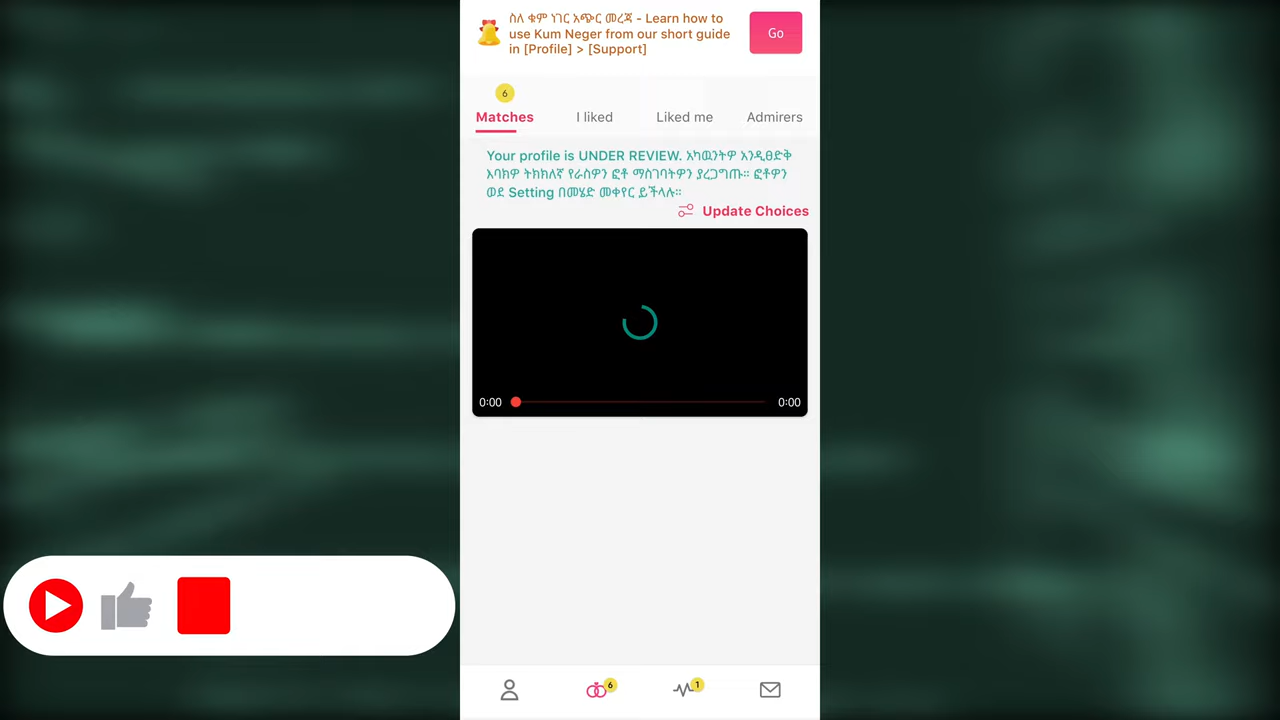 ስለ ቁም ነገር አጭር መረጃ - Learn how to
use Kum Neger from our short guide
in [Profile] > [Support]
Go
6
Matches
I liked
Liked me
Admirers
Your profile is UNDER REVIEW. አካዉንትዎ እንዲፀድቅ
እባክዎ ትክክለኛ የራስዎን ፎቶ ማስገባትዎን ያረጋግጡ። ፎቶዎን
ወደ Setting በመሄድ መቀየር ይችላሉ።
Update Choices
0:00
0:00
6
1